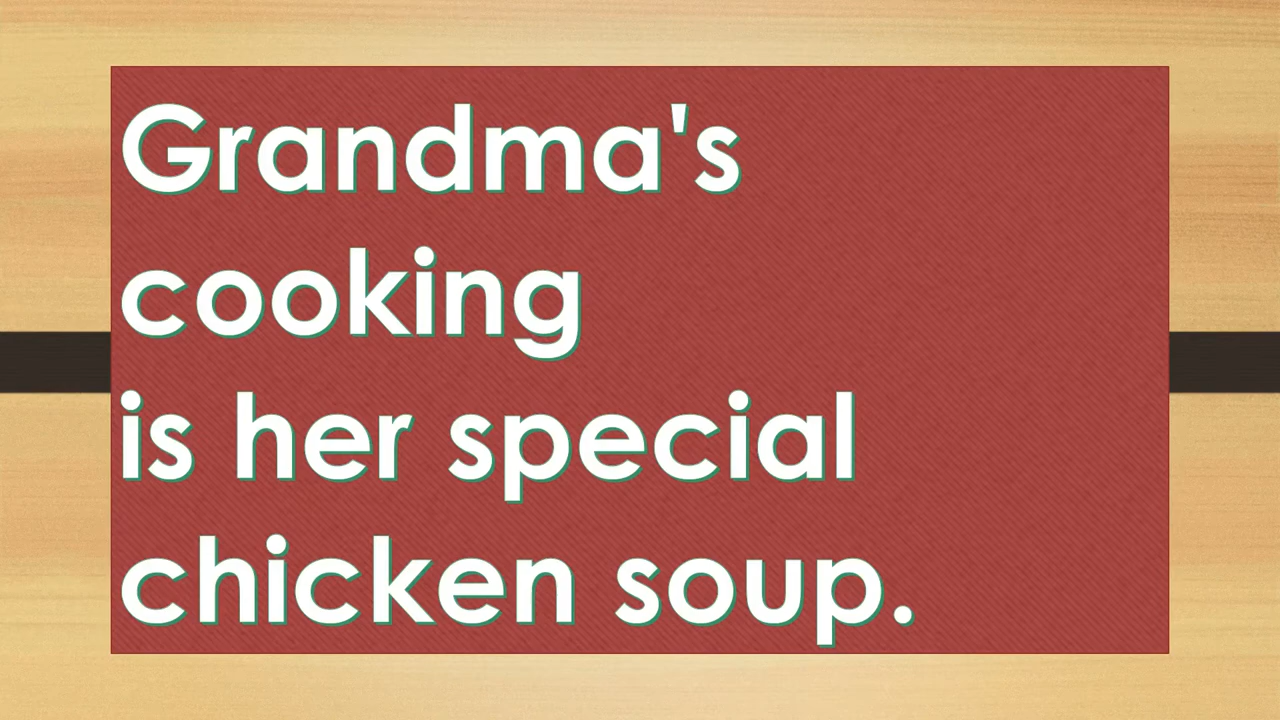 Grandma's
cooking
is her special
chicken soup.